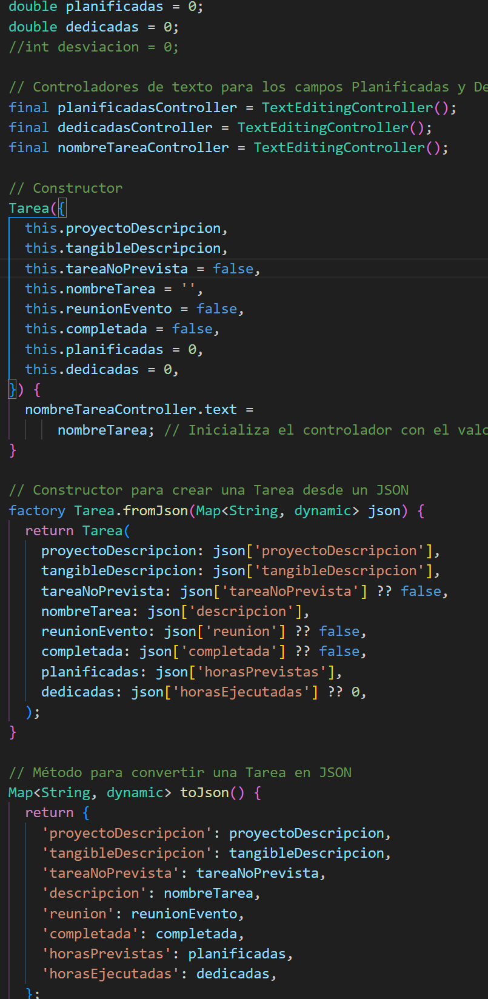 double planificadas = 0;
double dedicadas = 0;
//int desviacion = 0;
// Controladores de texto para los campos Planificadas y De
final planificadasController = TextEditingController();
final dedicadasController = TextEditingController();
final nombreTareaController = TextEditingController();
// Constructor
Tarea({
this.proyectoDescripcion,
this.tangibleDescripcion,
this.tareaNoPrevista = false,
this.nombreTarea = '',
this.reunionEvento = false,
this.completada = false,
this.planificadas = 0,
this.dedicadas = 0,
}) {
nombreTareaController.text =
nombreTarea; // Inicializa el controlador con el valo
}
// Constructor para crear una Tarea desde un JSON
factory Tarea.fromJson(Map<String, dynamic> json) {
return Tarea(
proyectoDescripcion: json['proyectoDescripcion'],
tangibleDescripcion: json['tangibleDescripcion'],
tareaNoPrevista: json['tareaNoPrevista'] ?? false,
nombreTarea: json['descripcion'],
reunionEvento: json['reunion'] ?? false,
completada: json['completada'] ?? false,
planificadas: json['horasPrevistas'],
dedicadas: json['horasEjecutadas'] ?? 0,
);
}
// Método para convertir una Tarea en JSON
Map<String, dynamic> toJson() {
return {
'proyectoDescripcion': proyectoDescripcion,
'tangibleDescripcion': tangibleDescripcion,
'tareaNoPrevista': tareaNoPrevista,
'descripcion': nombreTarea,
'reunion': reunionEvento,
'completada': completada,
'horasPrevistas': planificadas,
'horasEjecutadas': dedicadas,
};